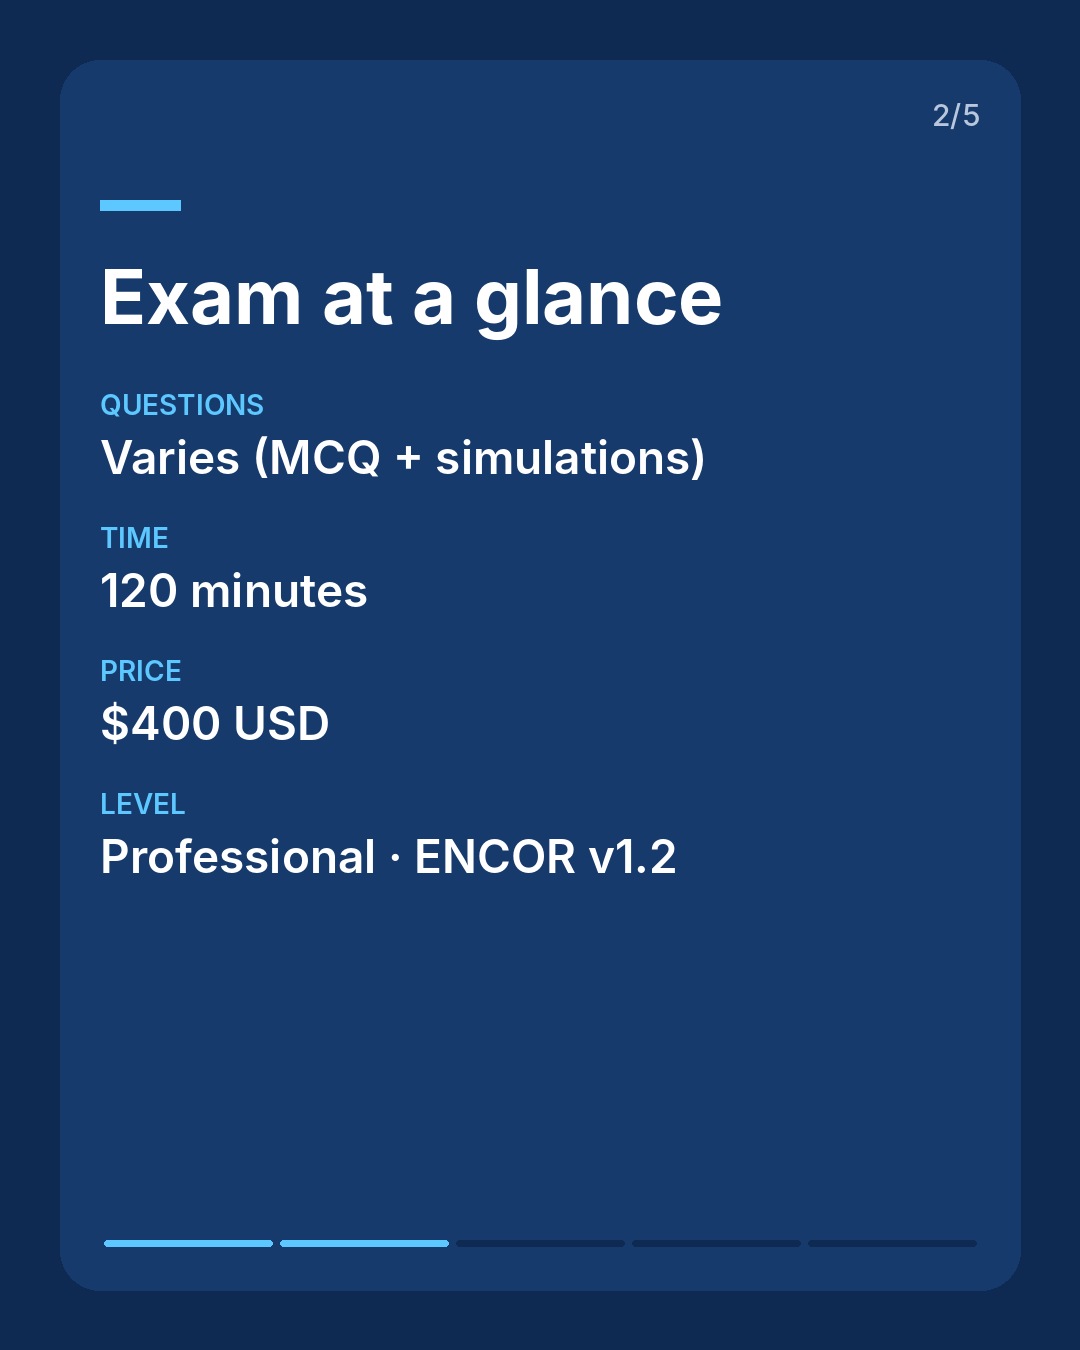 2/5
Exam at a glance
QUESTIONS
Varies (MCQ + simulations)
TIME
120 minutes
PRICE
$400 USD
LEVEL
Professional · ENCOR v1.2